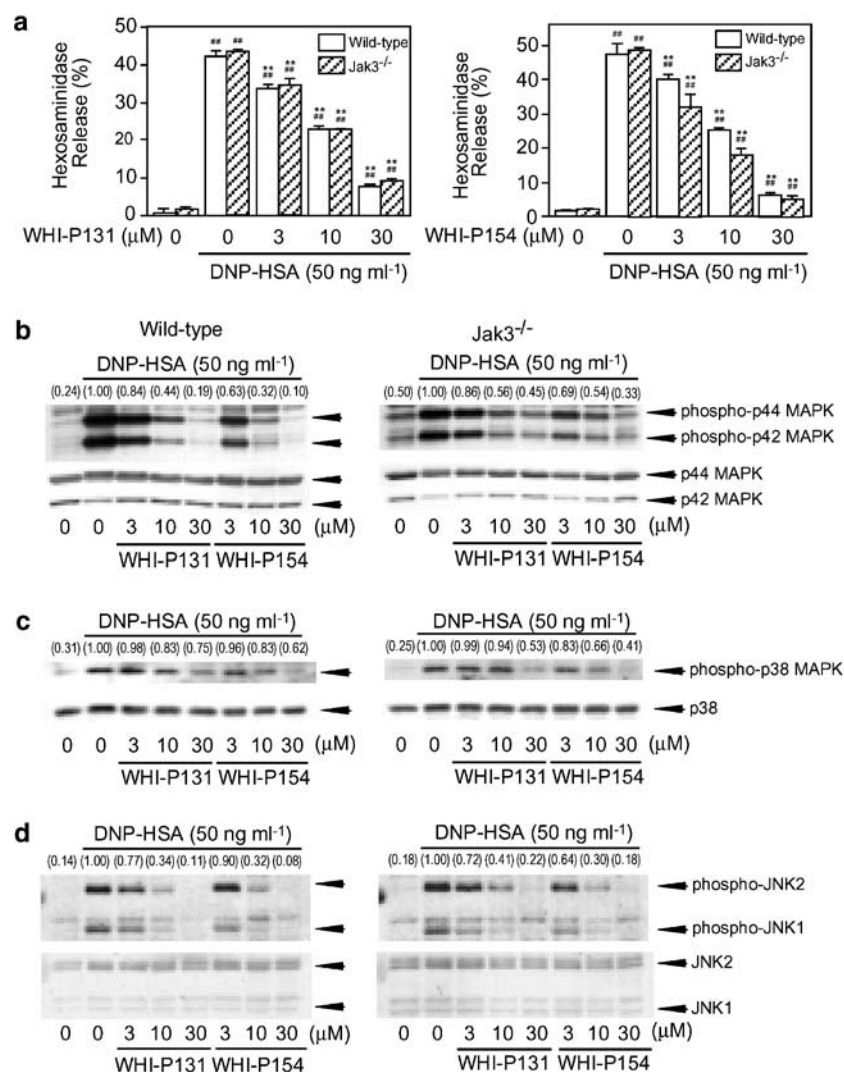 a
Hexosaminidase Release (%)
50
40
30
20
10
0
## ## ** ## ** ## ** ## ** ## ** ## ** ##
Wild-type
Jak3-/-
WHI-P131 (μM) 0 0 3 10 30
DNP-HSA (50 ng ml-1)
Hexosaminidase Release (%)
50
40
30
20
10
0
## ## ** ## ** ## ** ## ** ## ** ## ** ##
Wild-type
Jak3-/-
WHI-P154 (μM) 0 0 3 10 30
DNP-HSA (50 ng ml-1)
b
Wild-type
DNP-HSA (50 ng ml-1)
(0.24) (1.00) (0.84) (0.44) (0.19) (0.63) (0.32) (0.10)
0 0 3 10 30 3 10 30 (μM)
WHI-P131 WHI-P154
Jak3-/-
DNP-HSA (50 ng ml-1)
(0.50) (1.00) (0.86) (0.56) (0.45) (0.69) (0.54) (0.33)
phospho-p44 MAPK
phospho-p42 MAPK
p44 MAPK
p42 MAPK
0 0 3 10 30 3 10 30 (μM)
WHI-P131 WHI-P154
c
DNP-HSA (50 ng ml-1)
(0.31) (1.00) (0.98) (0.83) (0.75) (0.96) (0.83) (0.62)
0 0 3 10 30 3 10 30 (μM)
WHI-P131 WHI-P154
DNP-HSA (50 ng ml-1)
(0.25) (1.00) (0.99) (0.94) (0.53) (0.83) (0.66) (0.41)
phospho-p38 MAPK
p38
0 0 3 10 30 3 10 30 (μM)
WHI-P131 WHI-P154
d
DNP-HSA (50 ng ml-1)
(0.14) (1.00) (0.77) (0.34) (0.11) (0.90) (0.32) (0.08)
0 0 3 10 30 3 10 30 (μM)
WHI-P131 WHI-P154
DNP-HSA (50 ng ml-1)
(0.18) (1.00) (0.72) (0.41) (0.22) (0.64) (0.30) (0.18)
phospho-JNK2
phospho-JNK1
JNK2
JNK1
0 0 3 10 30 3 10 30 (μM)
WHI-P131 WHI-P154